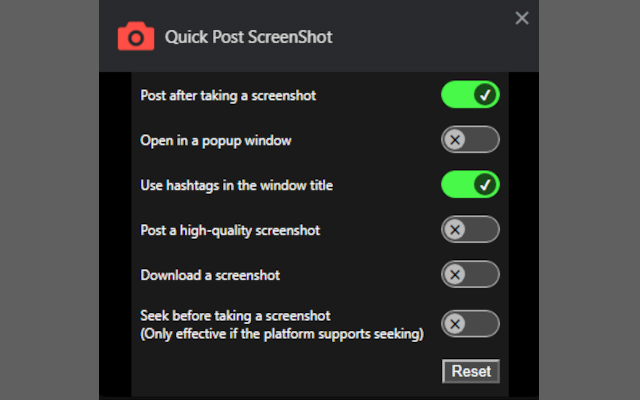 Quick Post ScreenShot
Post after taking a screenshot
Open in a popup window
Use hashtags in the window title
Post a high-quality screenshot
Download a screenshot
Seek before taking a screenshot
(Only effective if the platform supports seeking)
Reset